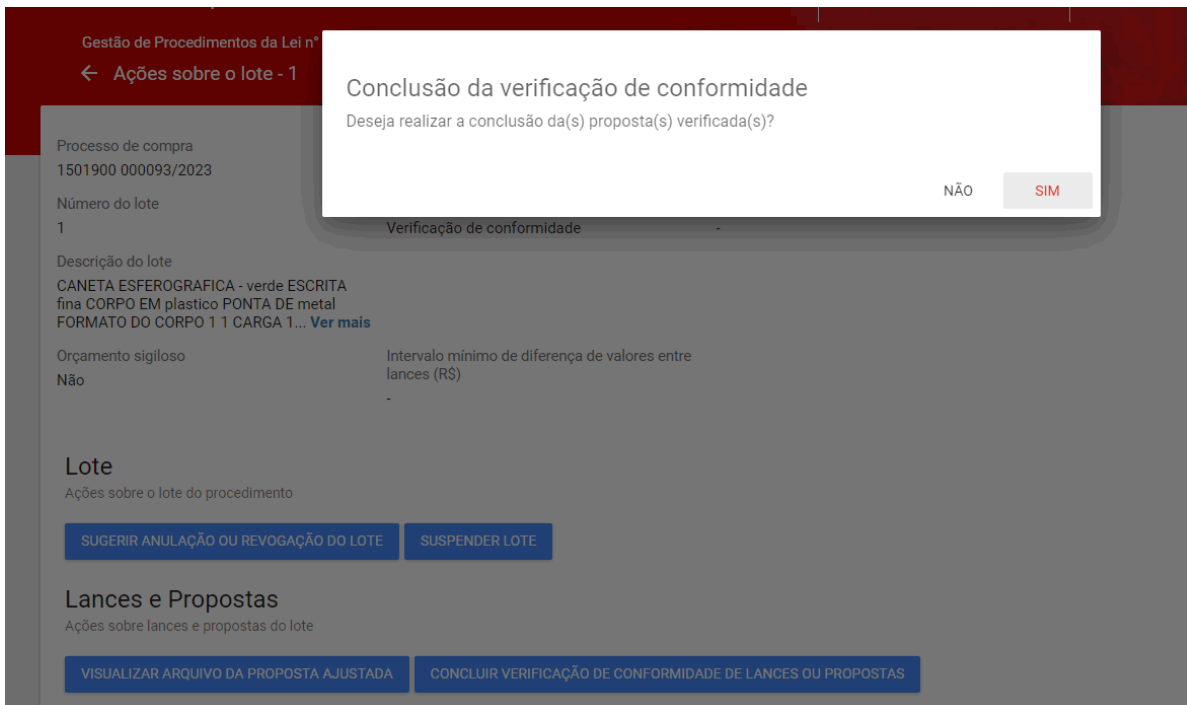 Gestão de Procedimentos da Lei n°
← Ações sobre o lote - 1
Conclusão da verificação de conformidade
Deseja realizar a conclusão da(s) proposta(s) verificada(s)?
NÃO
SIM
Processo de compra
1501900 000093/2023
Número do lote
1
Verificação de conformidade
-
Descrição do lote
CANETA ESFEROGRAFICA - verde ESCRITA
fina CORPO EM plastico PONTA DE metal
FORMATO DO CORPO 1 1 CARGA 1... Ver mais
Orçamento sigiloso
Não
Intervalo mínimo de diferença de valores entre
lances (R$)
-
Lote
Ações sobre o lote do procedimento
SUGERIR ANULAÇÃO OU REVOGAÇÃO DO LOTE
SUSPENDER LOTE
Lances e Propostas
Ações sobre lances e propostas do lote
VISUALIZAR ARQUIVO DA PROPOSTA AJUSTADA
CONCLUIR VERIFICAÇÃO DE CONFORMIDADE DE LANCES OU PROPOSTAS